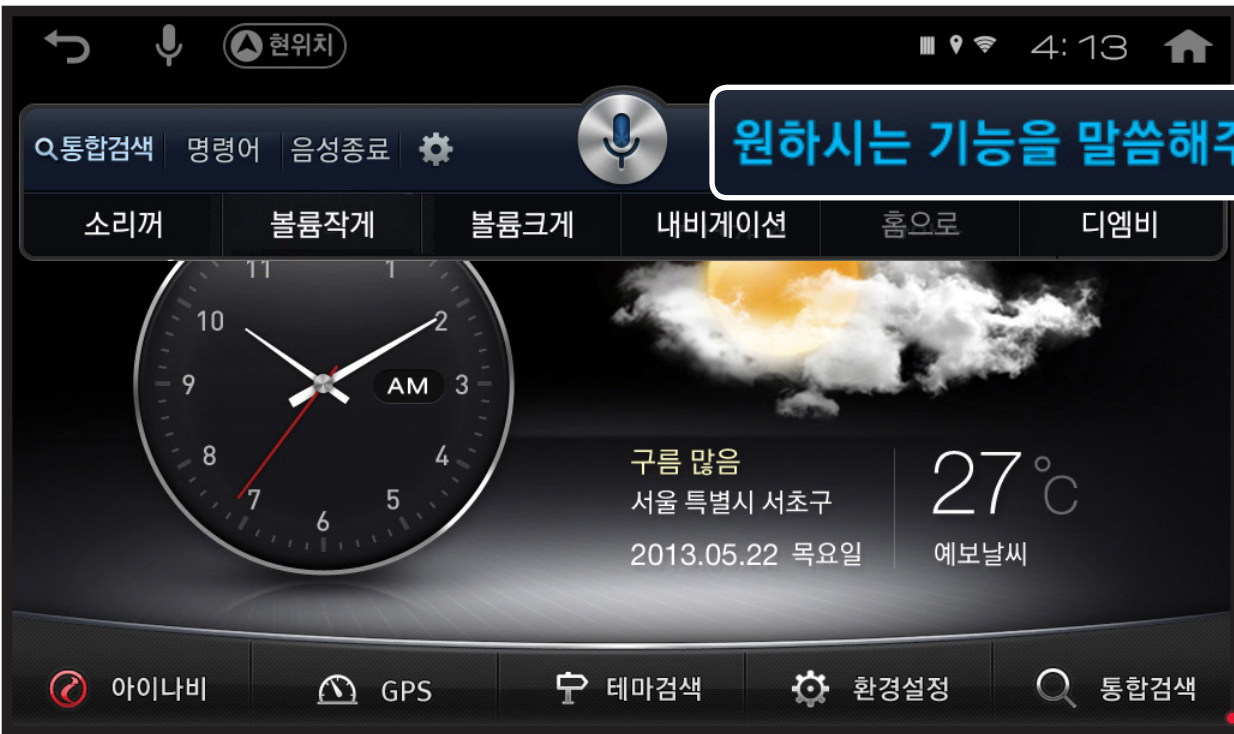 현위치
4:13
통합검색 명령어 음성종료
원하시는 기능을 말씀해주
소리꺼 볼륨작게 볼륨크게 내비게이션 홈으로 디엠비
11 1
10 2
9 AM 3
8 4
7 5
6
구름 많음
서울 특별시 서초구
2013.05.22 목요일
27°C
예보날씨
아이나비 GPS 테마검색 환경설정 통합검색